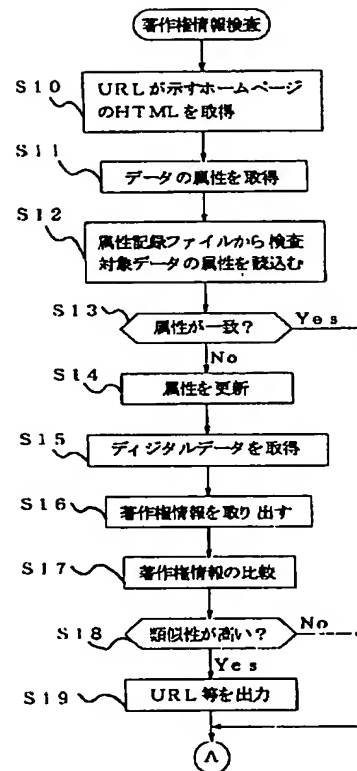 著作権情報検査
S10
URLが示すホームページ
のHTMLを取得
S11
データの属性を取得
S12
属性記録ファイルから検査
対象データの属性を読込む
S13
属性が一致?
Yes
No
S14
属性を更新
S15
ディジタルデータを取得
S16
著作権情報を取り出す
S17
著作権情報の比較
S18
類似性が高い?
No
Yes
S19
URL等を出力
A